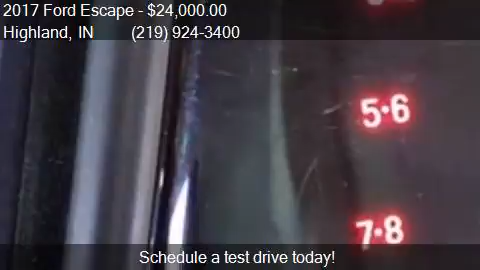 2017 Ford Escape - $24,000.00
Highland, IN (219) 924-3400
5·6
7·8
Schedule a test drive today!